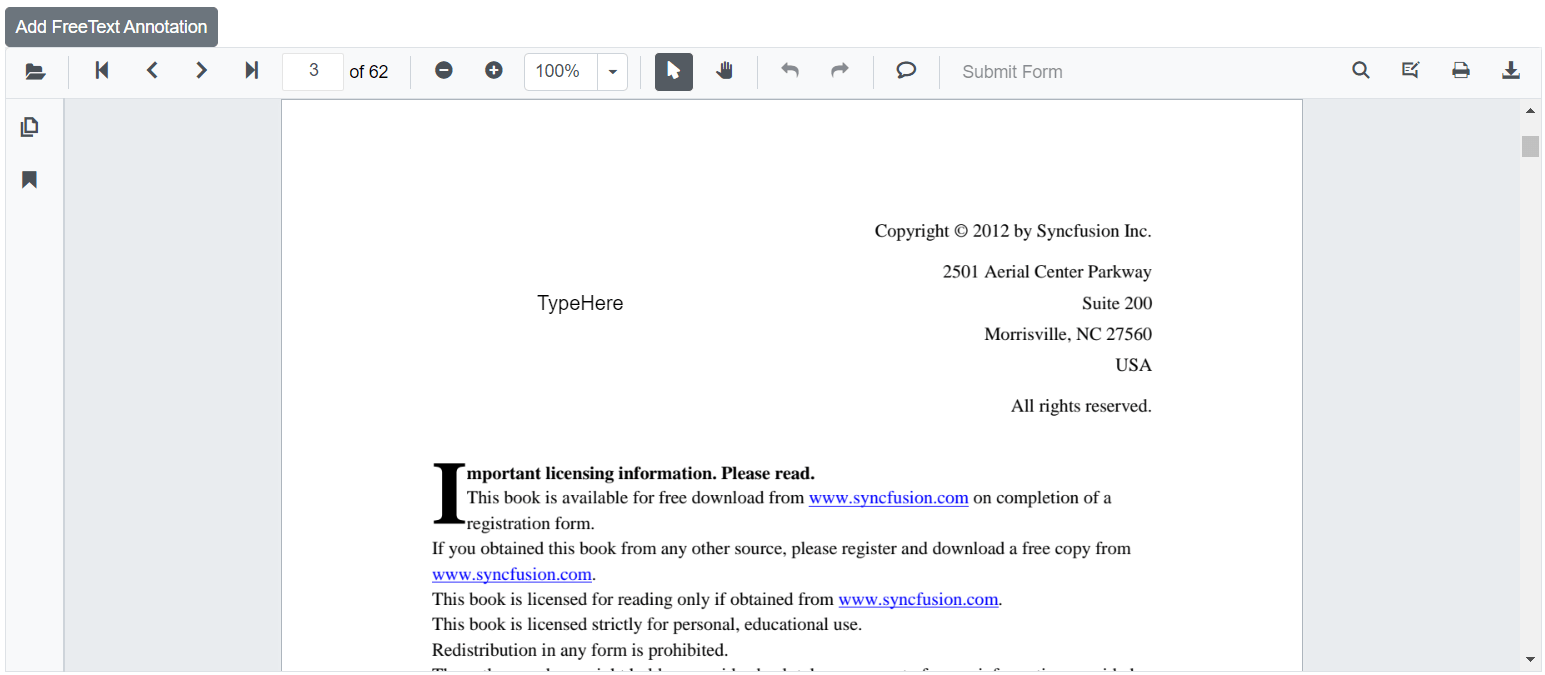 Add FreeText Annotation
3 of 62 100% Submit Form
Copyright © 2012 by Syncfusion Inc.
2501 Aerial Center Parkway
TypeHere
Suite 200
Morrisville, NC 27560
USA
All rights reserved.
Important licensing information. Please read.
This book is available for free download from www.syncfusion.com on completion of a
registration form.
If you obtained this book from any other source, please register and download a free copy from
www.syncfusion.com.
This book is licensed for reading only if obtained from www.syncfusion.com.
This book is licensed strictly for personal, educational use.
Redistribution in any form is prohibited.